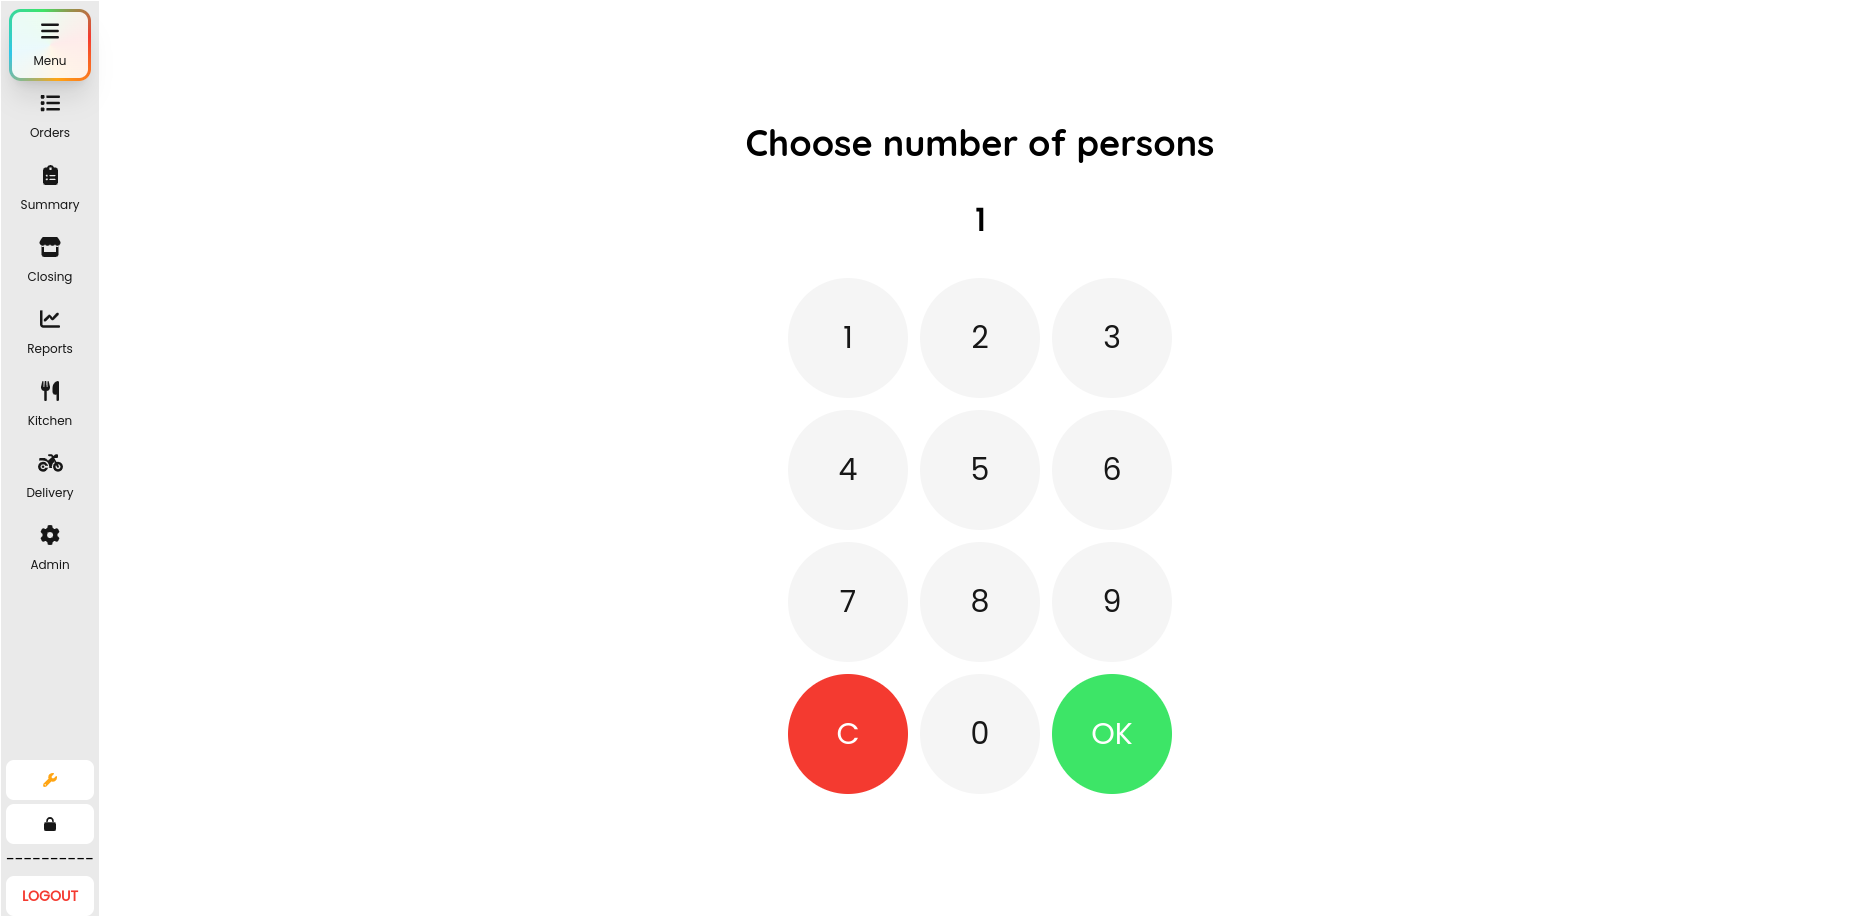 Menu
Orders
Summary
Closing
Reports
Kitchen
Delivery
Admin
----------
LOGOUT
Choose number of persons
1
1 2 3
4 5 6
7 8 9
C 0 OK